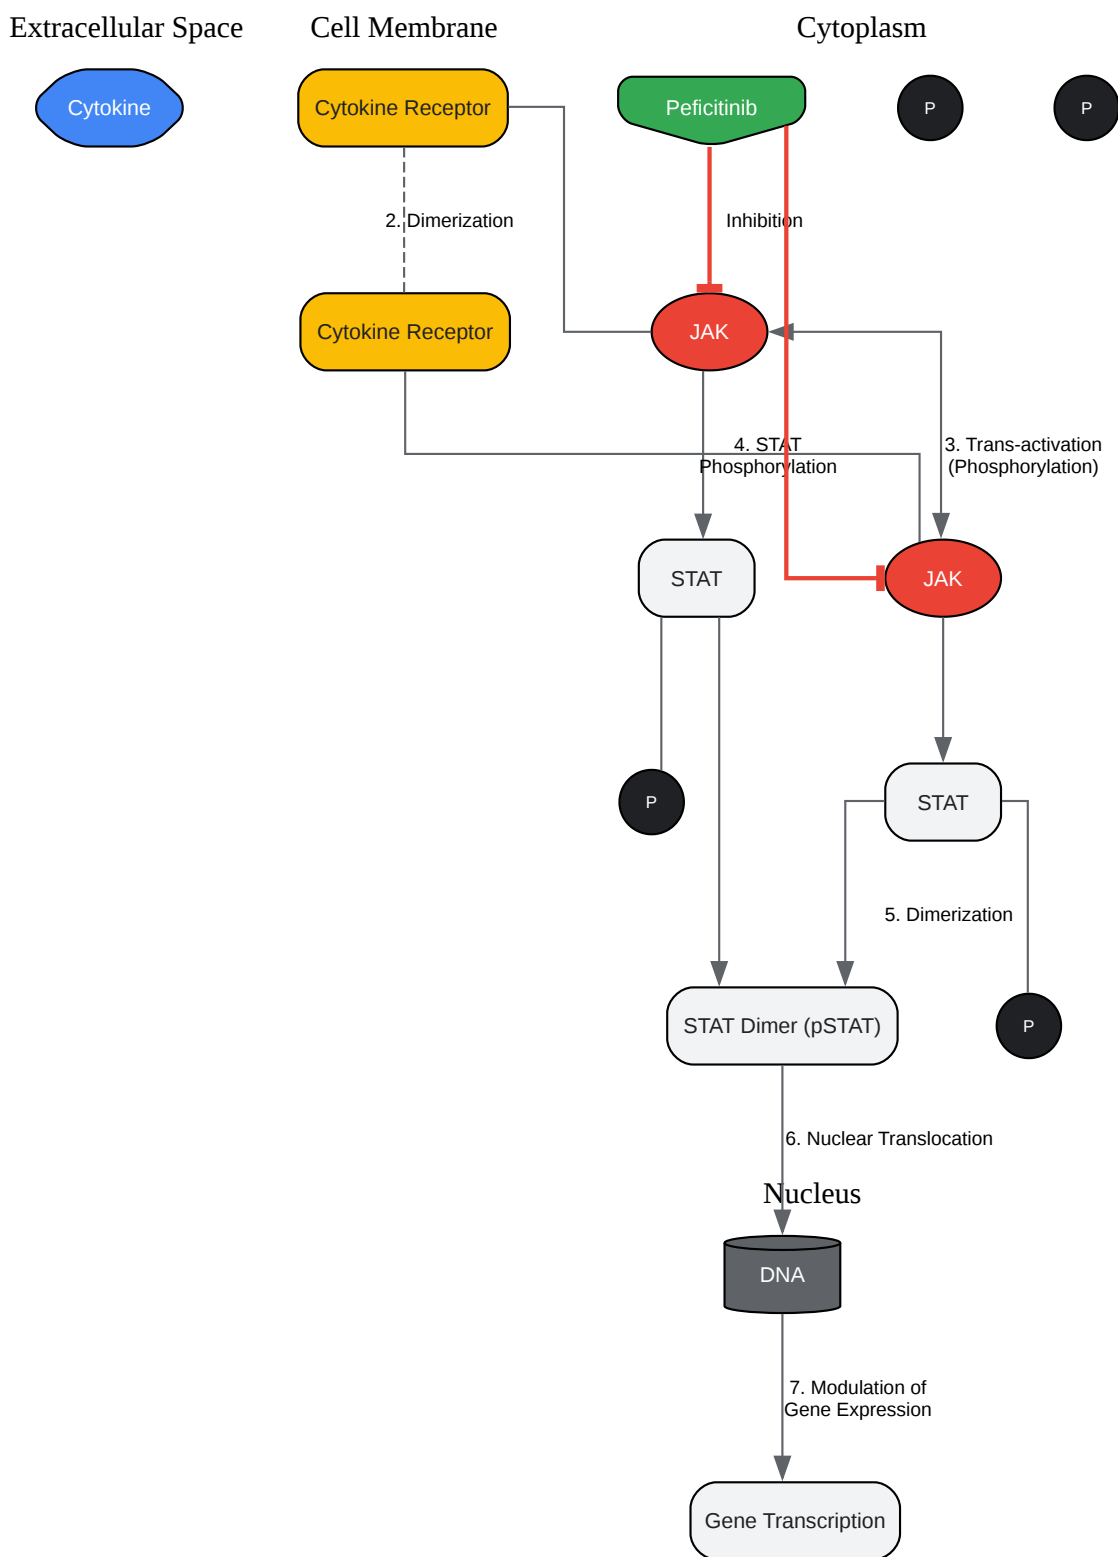 Extracellular Space
Cell Membrane
Cytoplasm
Cytokine
Cytokine Receptor
Peficitinib
P
P
2. Dimerization
Inhibition
Cytokine Receptor
JAK
4. STAT
Phosphorylation
3. Trans-activation
(Phosphorylation)
STAT
JAK
P
STAT
5. Dimerization
STAT Dimer (pSTAT)
P
6. Nuclear Translocation
Nucleus
DNA
7. Modulation of
Gene Expression
Gene Transcription